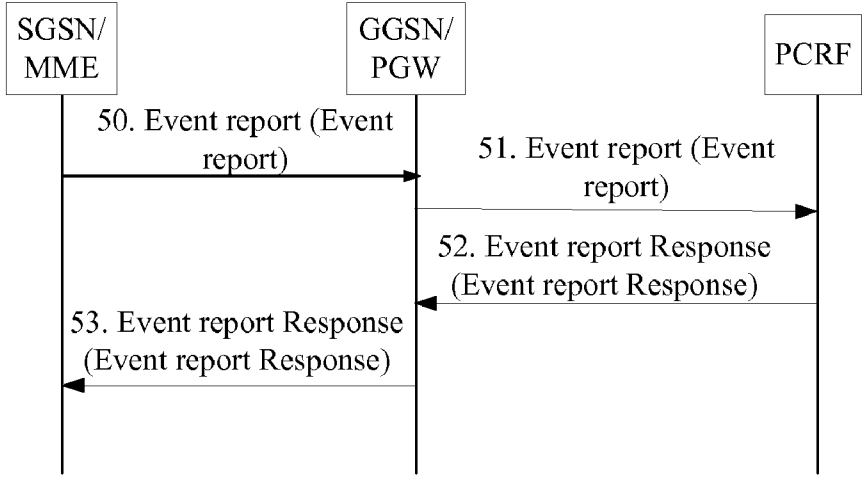 SGSN/
MME
GGSN/
PGW
PCRF
50. Event report (Event
report)
51. Event report (Event
report)
52. Event report Response
(Event report Response)
53. Event report Response
(Event report Response)